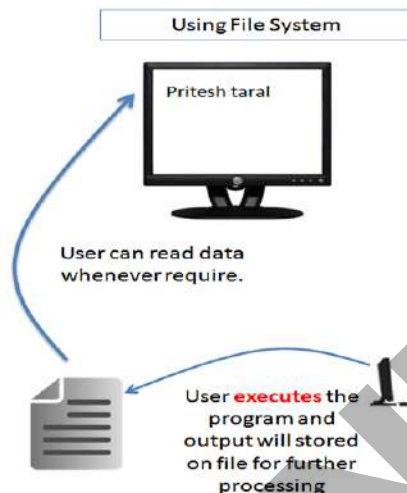 Using File System
Pritesh taral
User can read data
whenever require.
User executes the
program and
output will stored
on file for further
processing